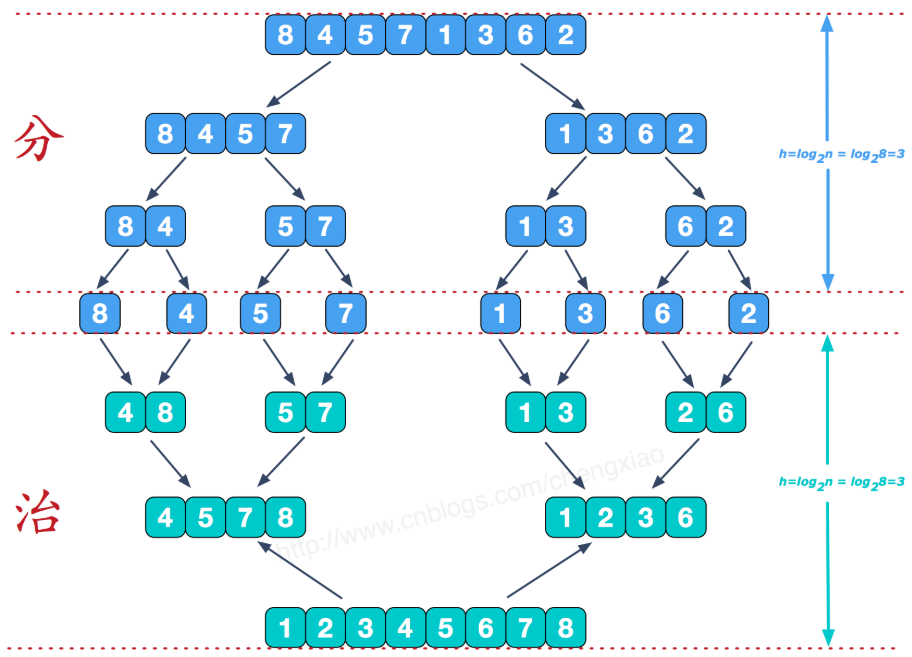 8 4 5 7 1 3 6 2
分
8 4 5 7 1 3 6 2
h=log2n = log28=3
8 4 5 7 1 3 6 2
8 4 5 7 1 3 6 2
4 8 5 7 1 3 2 6
h=log2n = log28=3
治
4 5 7 8 1 2 3 6
http://www.cnblogs.com/chengxiao
1 2 3 4 5 6 7 8